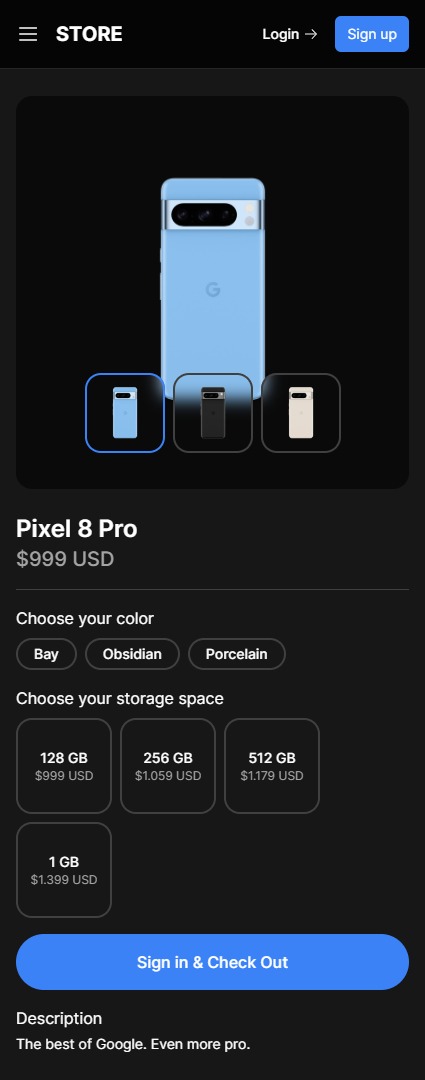 STORE
Login →
Sign up
G
Pixel 8 Pro
$999 USD
Choose your color
Bay
Obsidian
Porcelain
Choose your storage space
128 GB
$999 USD
256 GB
$1.059 USD
512 GB
$1.179 USD
1 GB
$1.399 USD
Sign in & Check Out
Description
The best of Google. Even more pro.